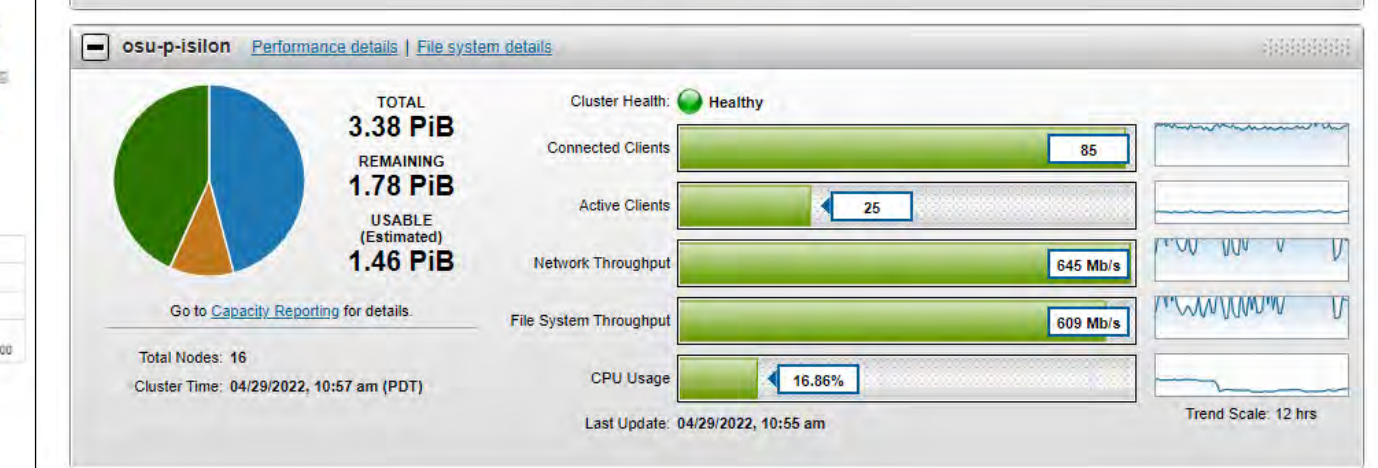 osu-p-isilon Performance details | File system details
TOTAL
3.38 PiB
REMAINING
1.78 PiB
USABLE
(Estimated)
1.46 PiB
Go to Capacity Reporting for details.
Total Nodes: 16
Cluster Time: 04/29/2022, 10:57 am (PDT)
Cluster Health: Healthy
Connected Clients 85
Active Clients 25
Network Throughput 645 Mb/s
File System Throughput 609 Mb/s
CPU Usage 16.86%
Last Update: 04/29/2022, 10:55 am
Trend Scale: 12 hrs